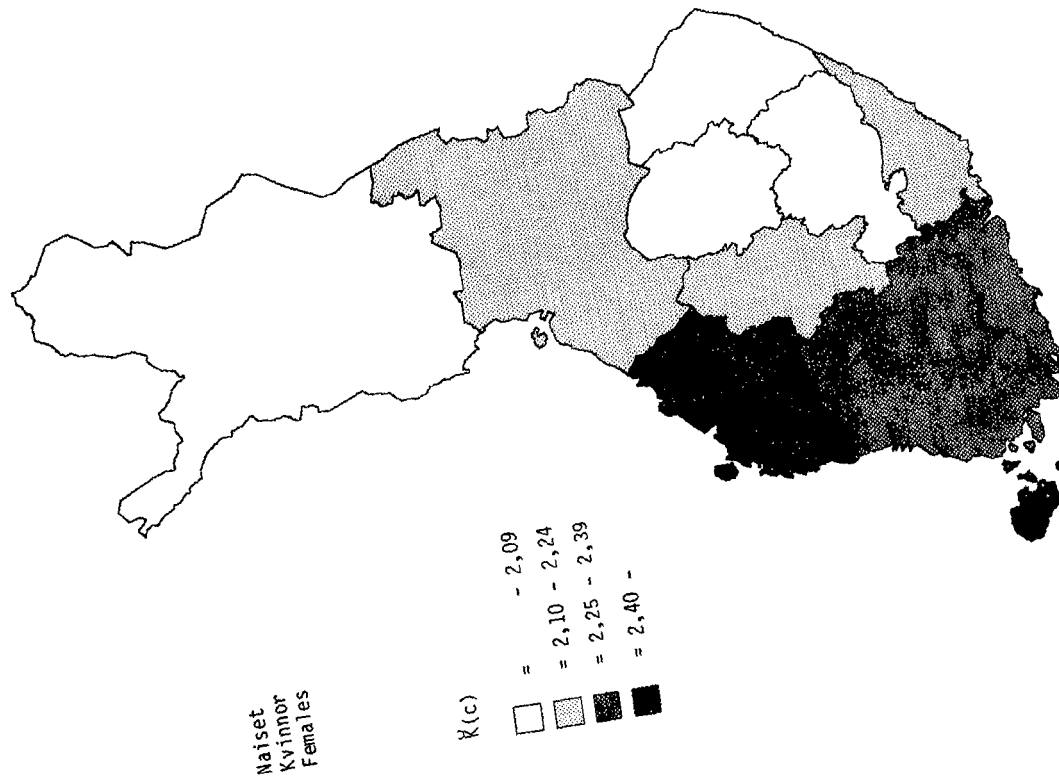 Naiset
Kvinnor
Females
K(c)
= - 2,09
= 2,10 - 2,24
= 2,25 - 2,39
= 2,40 -